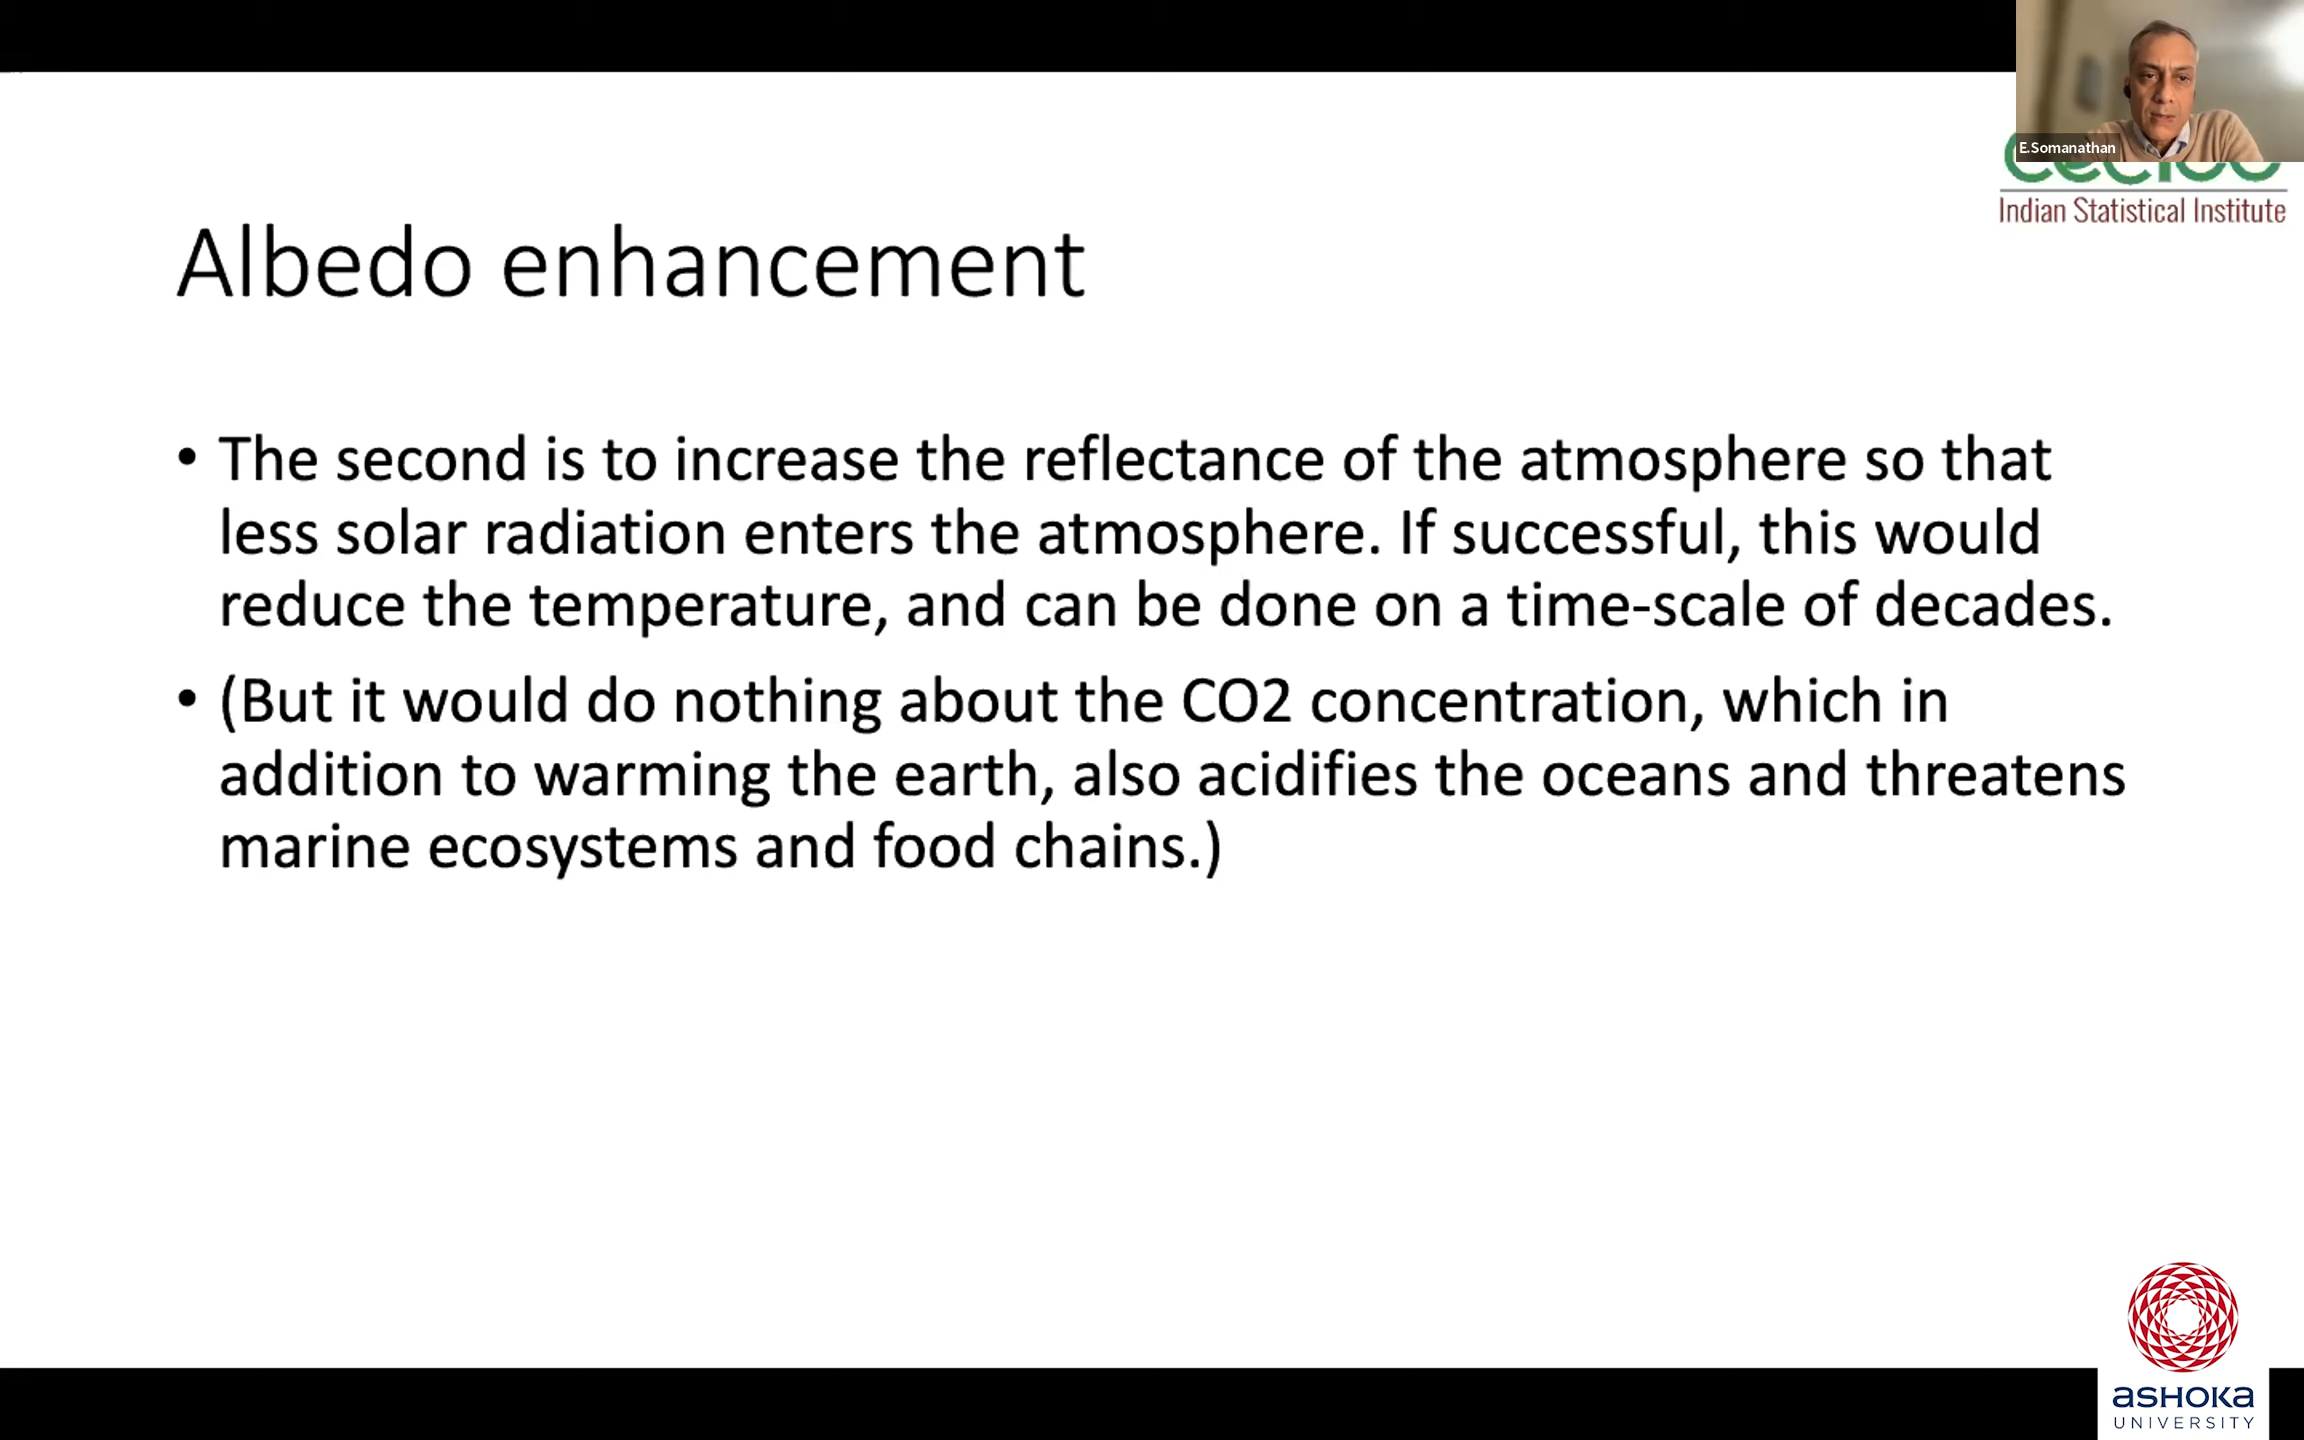 E.Somanathan
Indian Statistical Institute
Albedo enhancement
• The second is to increase the reflectance of the atmosphere so that
less solar radiation enters the atmosphere. If successful, this would
reduce the temperature, and can be done on a time-scale of decades.
• (But it would do nothing about the CO2 concentration, which in
addition to warming the earth, also acidifies the oceans and threatens
marine ecosystems and food chains.)
ASHOKA
UNIVERSITY